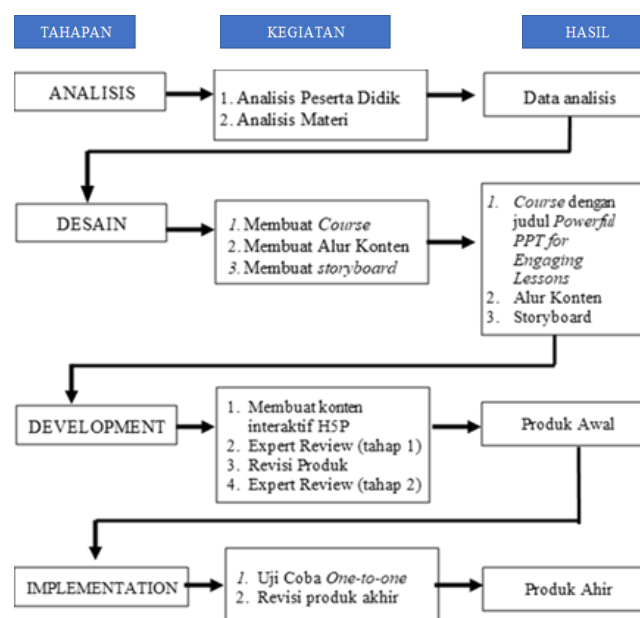 TAHAPAN KEGIATAN HASIL
ANALISIS
1. Analisis Peserta Didik
2. Analisis Materi
Data analisis
DESAIN
1. Membuat Course
2. Membuat Alur Konten
3. Membuat storyboard
1. Course dengan
judul Powerful
PPT for
Engaging
Lessons
2. Alur Konten
3. Storyboard
DEVELOPMENT
1. Membuat konten
interaktif H5P
2. Expert Review (tahap 1)
3. Revisi Produk
4. Expert Review (tahap 2)
Produk Awal
IMPLEMENTATION
1. Uji Coba One-to-one
2. Revisi produk akhir
Produk Ahir